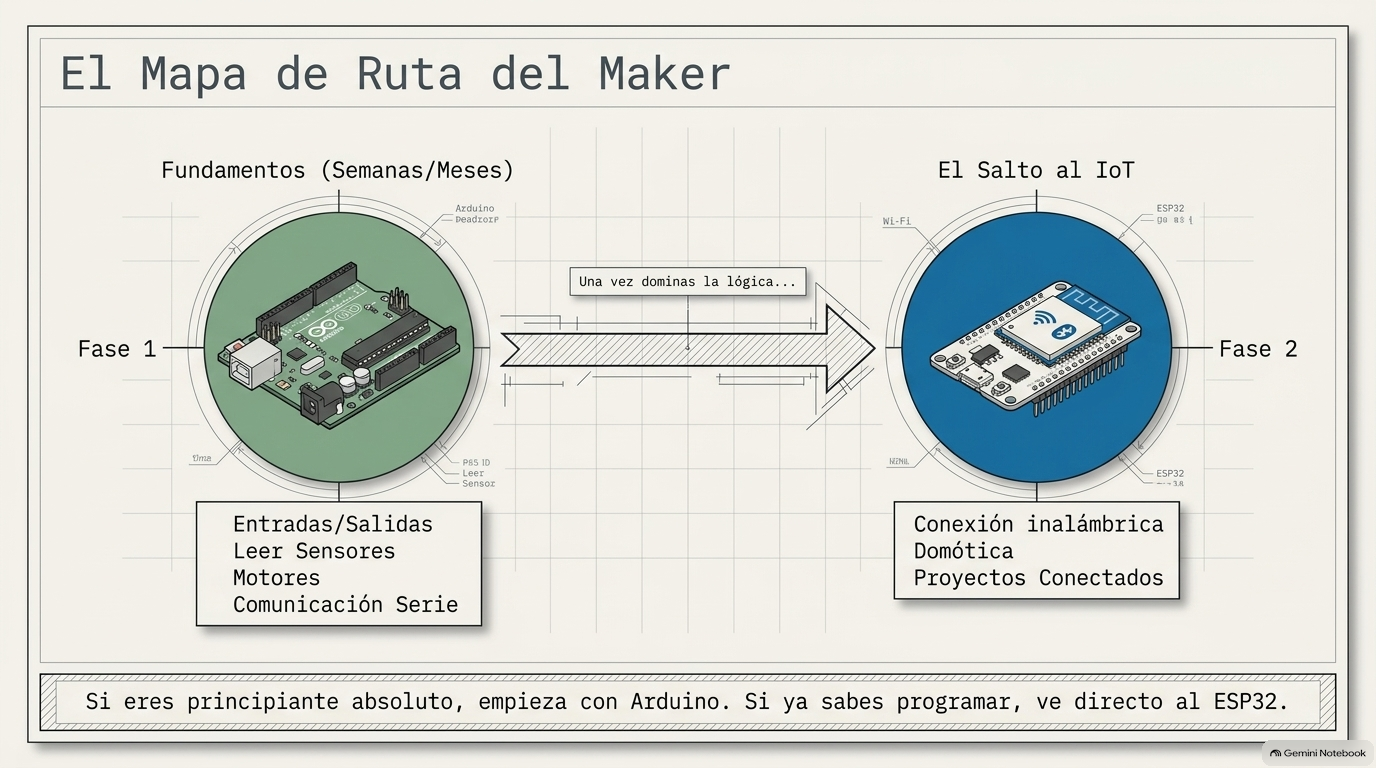 El Mapa de Ruta del Maker
Fundamentos (Semanas/Meses)
El Salto al IoT
Arduino
ESP32
Wi-Fi
Una vez dominas la lógica...
Fase 1
Fase 2
Leer
Sensor
ESP32
Entradas/Salidas
Leer Sensores
Motores
Comunicación Serie
Conexión inalámbrica
Domótica
Proyectos Conectados
Si eres principiante absoluto, empieza con Arduino. Si ya sabes programar, ve directo al ESP32.
Gemini Notebook